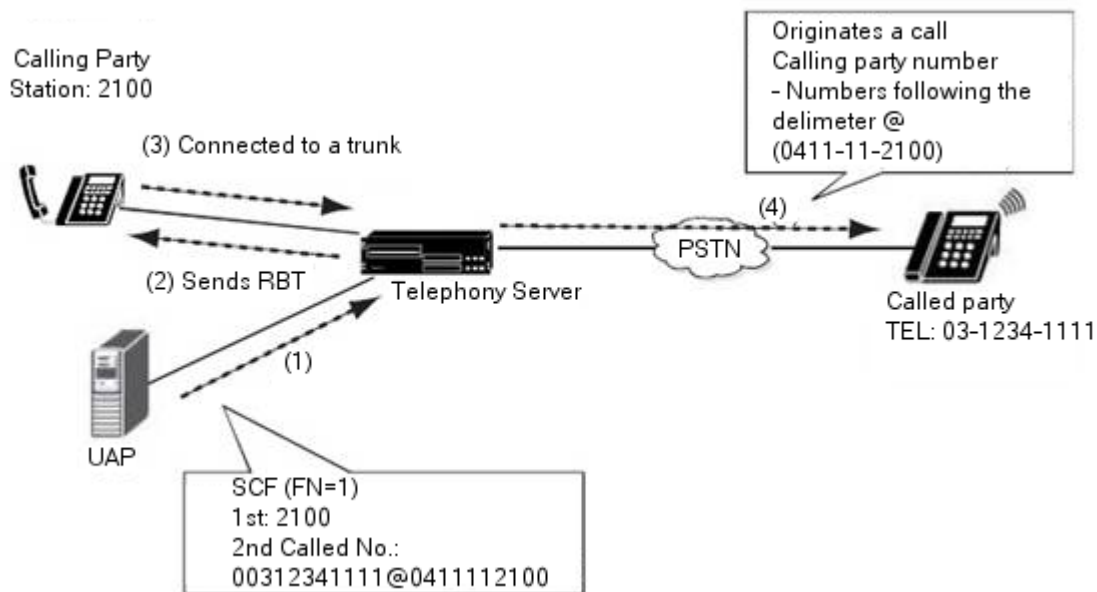 Calling Party
Station: 2100
(3) Connected to a trunk
(2) Sends RBT
Telephony Server
(1)
UAP
SCF (FN=1)
1st: 2100
2nd Called No.:
00312341111@0411112100
Originates a call
Calling party number
- Numbers following the
delimeter @
(0411-11-2100)
(4)
PSTN
Called party
TEL: 03-1234-1111